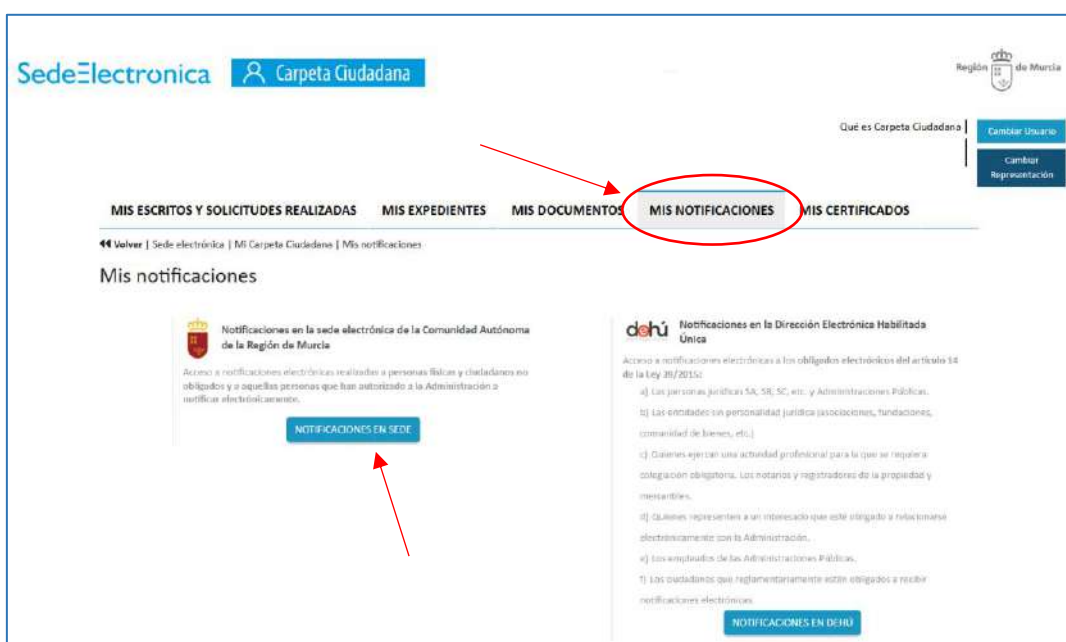 SedeElectronica
Carpeta Ciudadana
Región de Murcia
Qué es Carpeta Ciudadana
Cambiar Usuario
Cambiar
Representación
MIS ESCRITOS Y SOLICITUDES REALIZADAS MIS EXPEDIENTES MIS DOCUMENTOS MIS NOTIFICACIONES MIS CERTIFICADOS
Volver | Sede electrónica | Mi Carpeta Ciudadana | Mis notificaciones
Mis notificaciones
Notificaciones en la sede electrónica de la Comunidad Autónoma
de la Región de Murcia
Acceso a notificaciones electrónicas realizadas a personas físicas y ciudadanos no
obligados y a aquellas personas que han autorizado a la Administración a
notificar electrónicamente.
NOTIFICACIONES EN SEDE
dehú
Notificaciones en la Dirección Electrónica Habilitada
Única
Acceso a notificaciones electrónicas a los obligados electrónicos del artículo 14
de la Ley 39/2015:
a) Las personas jurídicas SA, SB, SC, etc. y Administraciones Públicas.
b) Las entidades sin personalidad jurídica (asociaciones, fundaciones,
comunidad de bienes, etc.)
c) Quienes ejerzan una actividad profesional para la que se requiera
colegiación obligatoria. Los notarios y registradores de la propiedad y
mercantiles.
d) QUienes representen a un interesado que esté obligado a relacionarse
electrónicamente con la Administración.
e) Los empleados de las Administraciones Públicas.
f) Los ciudadanos que reglamentariamente estén obligados a recibir
notificaciones electrónicas.
NOTIFICACIONES EN DEHÚ